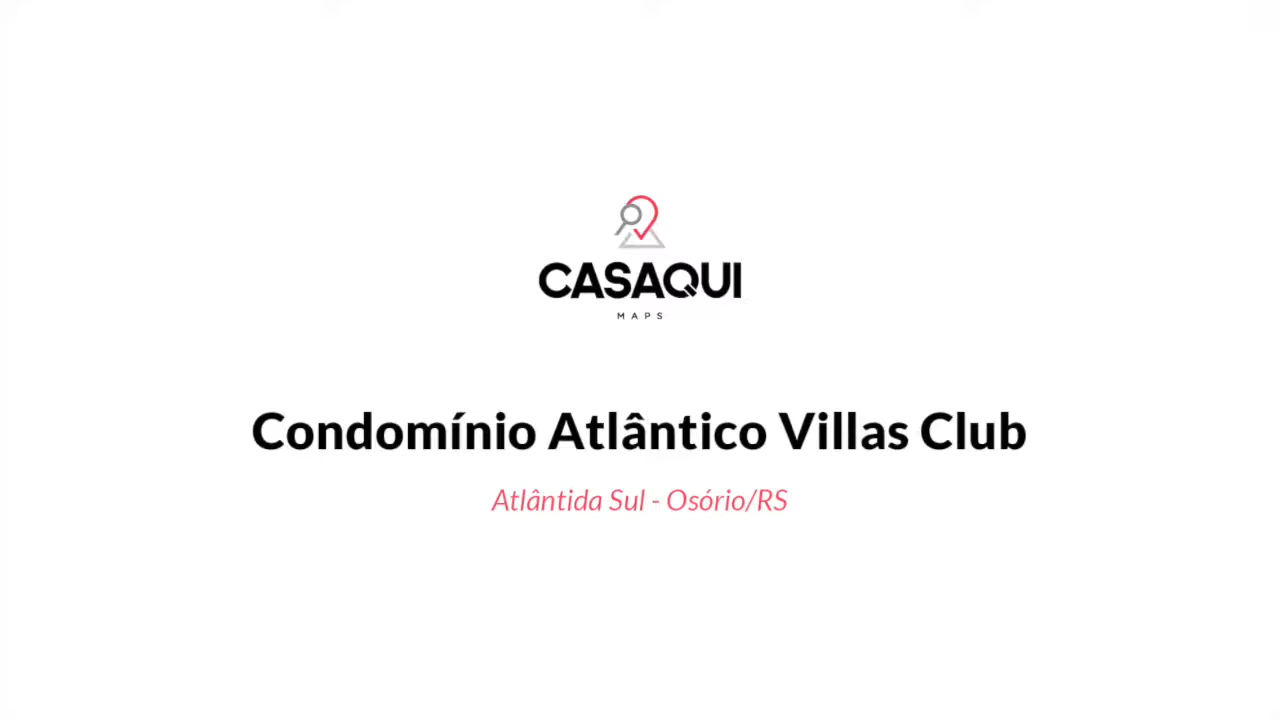 CASAQUI
MAPS
Condomínio Atlântico Villas Club
Atlântida Sul - Osório/RS